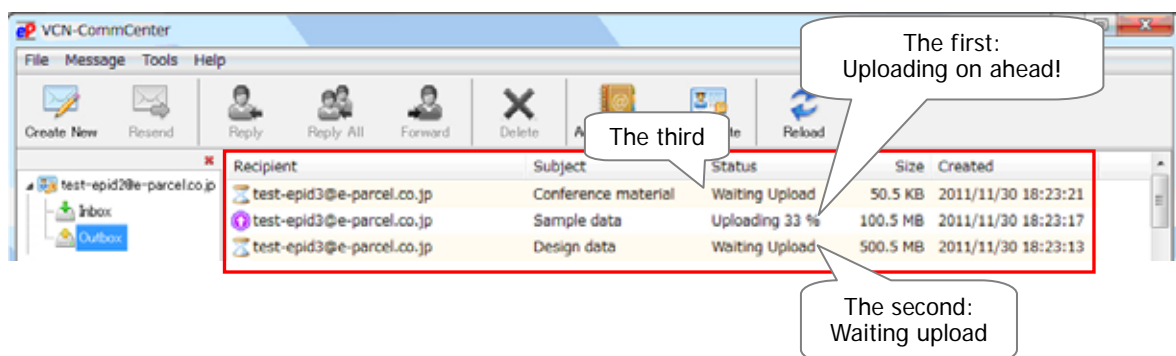 eP VCN-CommCenter
The first:
Uploading on ahead!
File Message Tools Help
Create New Resend Reply Reply All Forward Delete Reload
The third
Recipient Subject Status Size Created
test-epid2@e-parcel.co.jp
test-epid3@e-parcel.co.jp Conference material Waiting Upload 50.5 KB 2011/11/30 18:23:21
Inbox
test-epid3@e-parcel.co.jp Sample data Uploading 33 % 100.5 MB 2011/11/30 18:23:17
Outbox
test-epid3@e-parcel.co.jp Design data Waiting Upload 500.5 MB 2011/11/30 18:23:13
The second:
Waiting upload